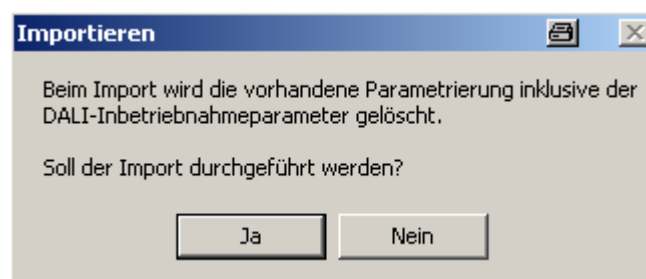 Importieren
Beim Import wird die vorhandene Parametrierung inklusive der
DALI-Inbetriebnahmeparameter gelöscht.
Soll der Import durchgeführt werden?
Ja
Nein